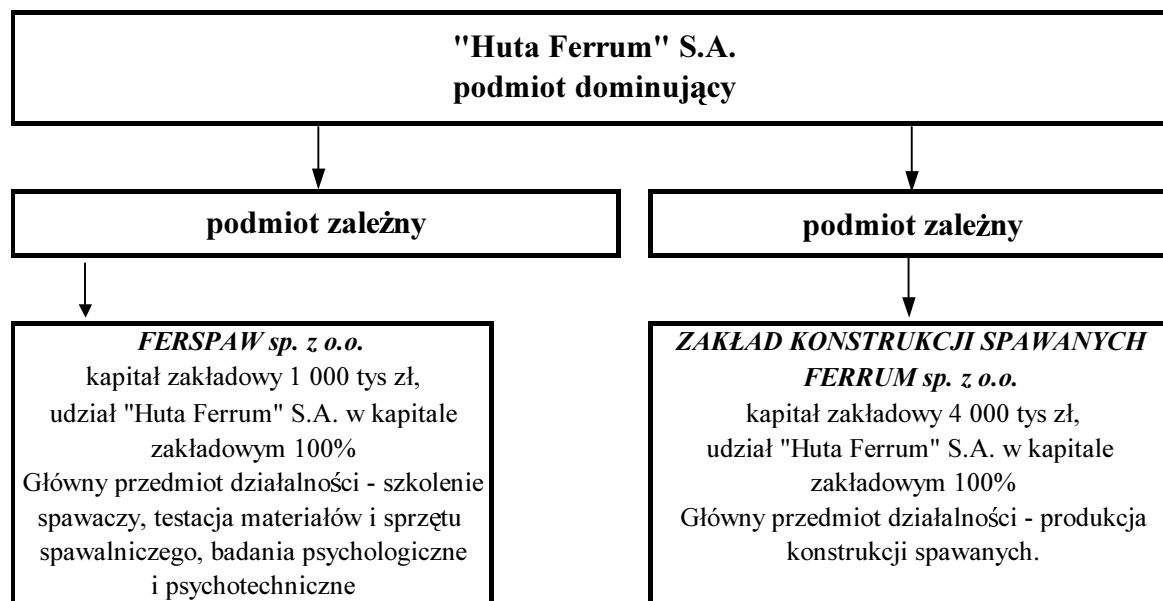 "Huta Ferrum" S.A.
podmiot dominujący
podmiot zależny
podmiot zależny
FERSPAW sp. z o.o.
kapitał zakładowy 1 000 tys zł,
udział "Huta Ferrum" S.A. w kapitale
zakładowym 100%
Główny przedmiot działalności - szkolenie
spawaczy, testacja materiałów i sprzętu
spawalniczego, badania psychologiczne
i psychotechniczne
ZAKŁAD KONSTRUKCJI SPAWANYCH
FERRUM sp. z o.o.
kapitał zakładowy 4 000 tys zł,
udział "Huta Ferrum" S.A. w kapitale
zakładowym 100%
Główny przedmiot działalności - produkcja
konstrukcji spawanych.